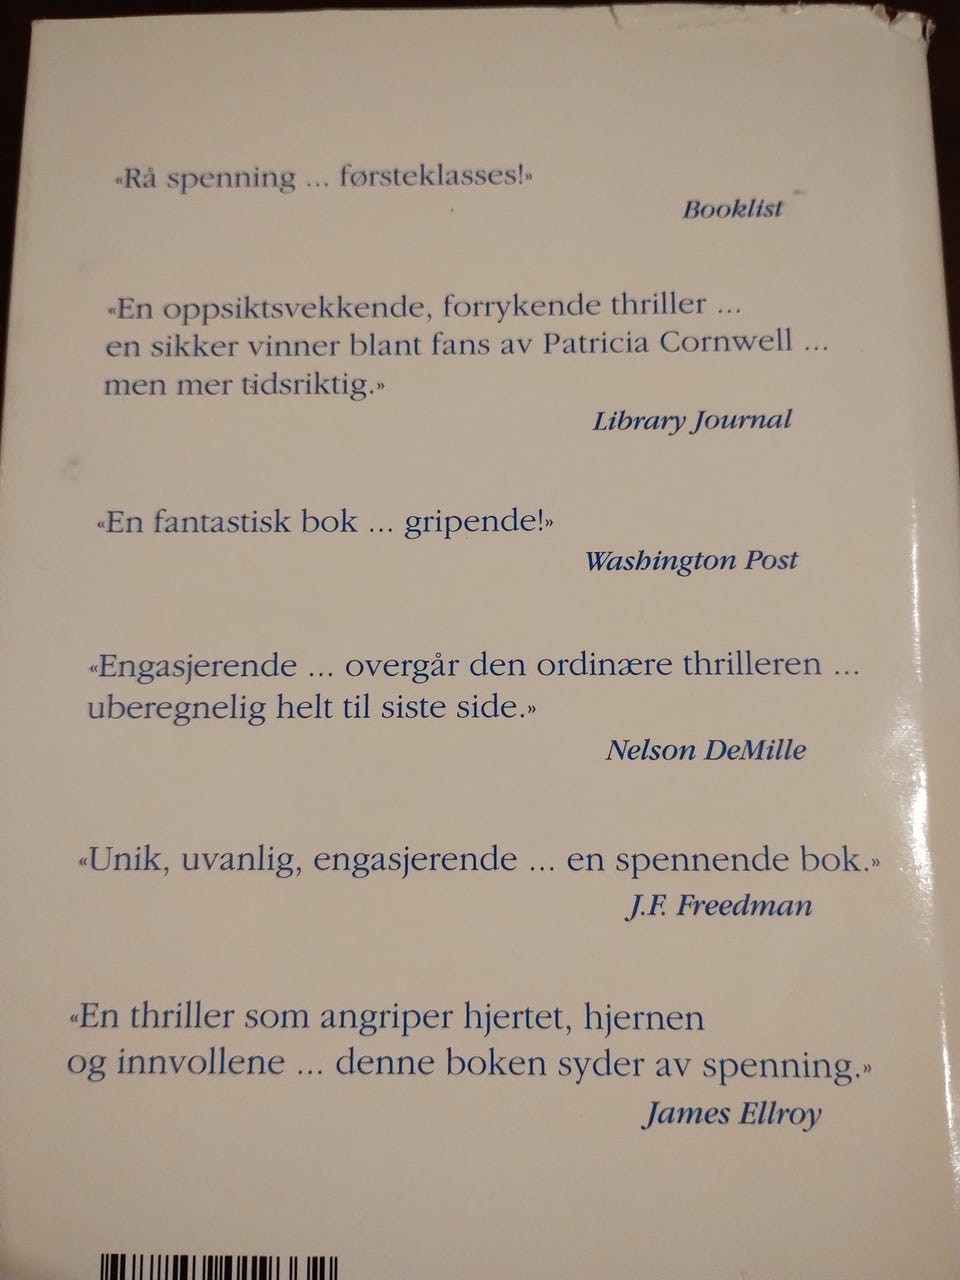 «Rå spenning ... førsteklasses!»
Booklist
«En oppsiktsvekkende, forrykende thriller ...
en sikker vinner blant fans av Patricia Cornwell ...
men mer tidsriktig.»
Library Journal
«En fantastisk bok ... gripende!»
Washington Post
«Engasjerende ... overgår den ordinære thrilleren ...
uberegnelig helt til siste side.»
Nelson DeMille
«Unik, uvanlig, engasjerende ... en spennende bok.»
J.F. Freedman
«En thriller som angriper hjertet, hjernen
og innvollene ... denne boken syder av spenning.»
James Ellroy